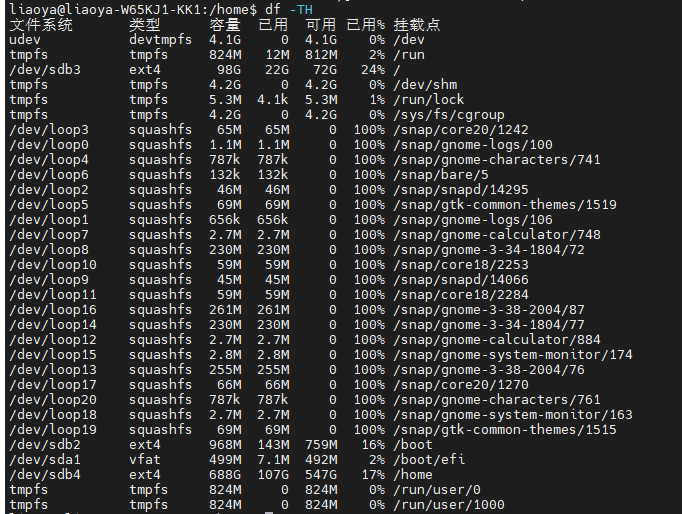 liaoya@liaoya-W65KJ1-KK1:/home$ df -TH
文件系统 类型 容量 已用 可用 已用% 挂载点
udev devtmpfs 4.1G 0 4.1G 0% /dev
tmpfs tmpfs 824M 12M 812M 2% /run
/dev/sdb3 ext4 98G 22G 72G 24% /
tmpfs tmpfs 4.2G 0 4.2G 0% /dev/shm
tmpfs tmpfs 5.3M 4.1k 5.3M 1% /run/lock
tmpfs tmpfs 4.2G 0 4.2G 0% /sys/fs/cgroup
/dev/loop3 squashfs 65M 65M 0 100% /snap/core20/1242
/dev/loop0 squashfs 1.1M 1.1M 0 100% /snap/gnome-logs/100
/dev/loop4 squashfs 787k 787k 0 100% /snap/gnome-characters/741
/dev/loop6 squashfs 132k 132k 0 100% /snap/bare/5
/dev/loop2 squashfs 46M 46M 0 100% /snap/snapd/14295
/dev/loop5 squashfs 69M 69M 0 100% /snap/gtk-common-themes/1519
/dev/loop1 squashfs 656k 656k 0 100% /snap/gnome-logs/106
/dev/loop7 squashfs 2.7M 2.7M 0 100% /snap/gnome-calculator/748
/dev/loop8 squashfs 230M 230M 0 100% /snap/gnome-3-34-1804/72
/dev/loop10 squashfs 59M 59M 0 100% /snap/core18/2253
/dev/loop9 squashfs 45M 45M 0 100% /snap/snapd/14066
/dev/loop11 squashfs 59M 59M 0 100% /snap/core18/2284
/dev/loop16 squashfs 261M 261M 0 100% /snap/gnome-3-38-2004/87
/dev/loop14 squashfs 230M 230M 0 100% /snap/gnome-3-34-1804/77
/dev/loop12 squashfs 2.7M 2.7M 0 100% /snap/gnome-calculator/884
/dev/loop15 squashfs 2.8M 2.8M 0 100% /snap/gnome-system-monitor/174
/dev/loop13 squashfs 255M 255M 0 100% /snap/gnome-3-38-2004/76
/dev/loop17 squashfs 66M 66M 0 100% /snap/core20/1270
/dev/loop20 squashfs 787k 787k 0 100% /snap/gnome-characters/761
/dev/loop18 squashfs 2.7M 2.7M 0 100% /snap/gnome-system-monitor/163
/dev/loop19 squashfs 69M 69M 0 100% /snap/gtk-common-themes/1515
/dev/sdb2 ext4 968M 143M 759M 16% /boot
/dev/sda1 vfat 499M 7.1M 492M 2% /boot/efi
/dev/sdb4 ext4 688G 107G 547G 17% /home
tmpfs tmpfs 824M 0 824M 0% /run/user/0
tmpfs tmpfs 824M 0 824M 0% /run/user/1000